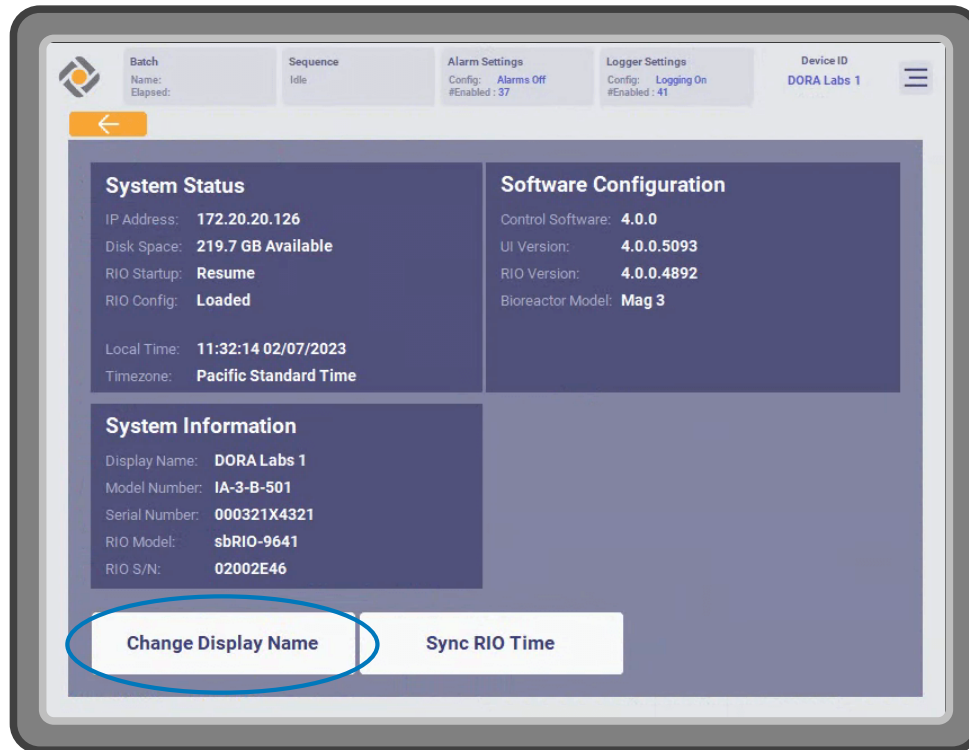 Batch
Name:
Elapsed:
Sequence
Idle
Alarm Settings
Config: Alarms Off
#Enabled : 37
Logger Settings
Config: Logging On
#Enabled : 41
Device ID
DORA Labs 1
System Status
IP Address: 172.20.20.126
Disk Space: 219.7 GB Available
RIO Startup: Resume
RIO Config: Loaded
Local Time: 11:32:14 02/07/2023
Timezone: Pacific Standard Time
Software Configuration
Control Software: 4.0.0
UI Version: 4.0.0.5093
RIO Version: 4.0.0.4892
Bioreactor Model: Mag 3
System Information
Display Name: DORA Labs 1
Model Number: IA-3-B-501
Serial Number: 000321X4321
RIO Model: sbRIO-9641
RIO S/N: 02002E46
Change Display Name
Sync RIO Time